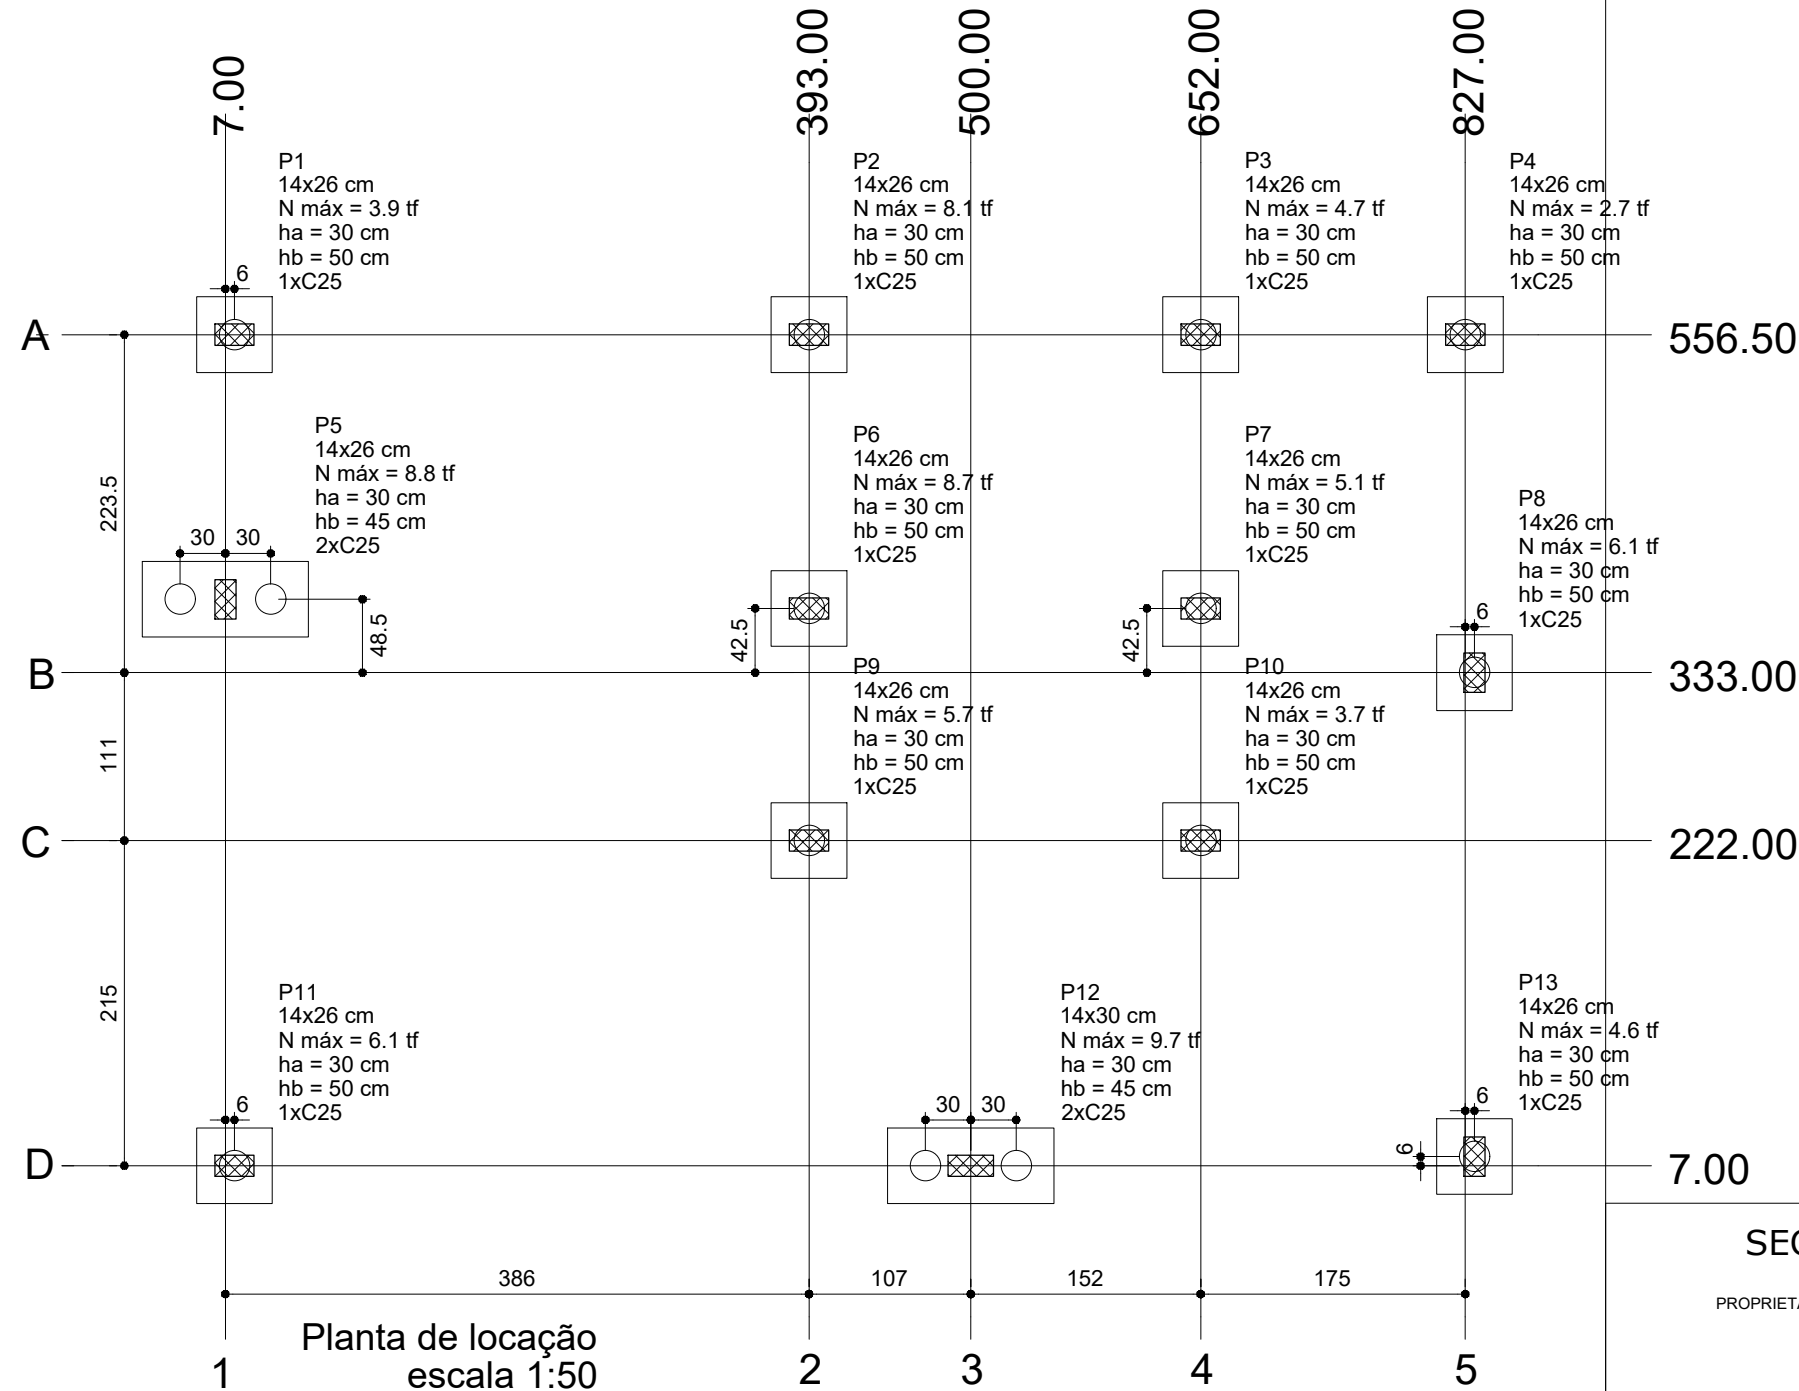 7.00
393.00
500.00
652.00
827.00
P1
14x26 cm
N máx = 3.9 tf
ha = 30 cm
hb = 50 cm
1xC25
6
P2
14x26 cm
N máx = 8.1 tf
ha = 30 cm
hb = 50 cm
1xC25
P3
14x26 cm
N máx = 4.7 tf
ha = 30 cm
hb = 50 cm
1xC25
P4
14x26 cm
N máx = 2.7 tf
ha = 30 cm
hb = 50 cm
1xC25
A
556.50
223.5
P5
14x26 cm
N máx = 8.8 tf
ha = 30 cm
hb = 45 cm
2xC25
30
30
48.5
P6
14x26 cm
N máx = 8.7 tf
ha = 30 cm
hb = 50 cm
1xC25
42.5
P7
14x26 cm
N máx = 5.1 tf
ha = 30 cm
hb = 50 cm
1xC25
42.5
P8
14x26 cm
N máx = 6.1 tf
ha = 30 cm
hb = 50 cm
1xC25
6
B
333.00
111
P9
14x26 cm
N máx = 5.7 tf
ha = 30 cm
hb = 50 cm
1xC25
P10
14x26 cm
N máx = 3.7 tf
ha = 30 cm
hb = 50 cm
1xC25
C
222.00
215
P11
14x26 cm
N máx = 6.1 tf
ha = 30 cm
hb = 50 cm
1xC25
6
P12
14x30 cm
N máx = 9.7 tf
ha = 30 cm
hb = 45 cm
2xC25
30
30
P13
14x26 cm
N máx = 4.6 tf
ha = 30 cm
hb = 50 cm
1xC25
6
6
D
7.00
386
107
152
175
Planta de locação
escala 1:50
1
2
3
4
5